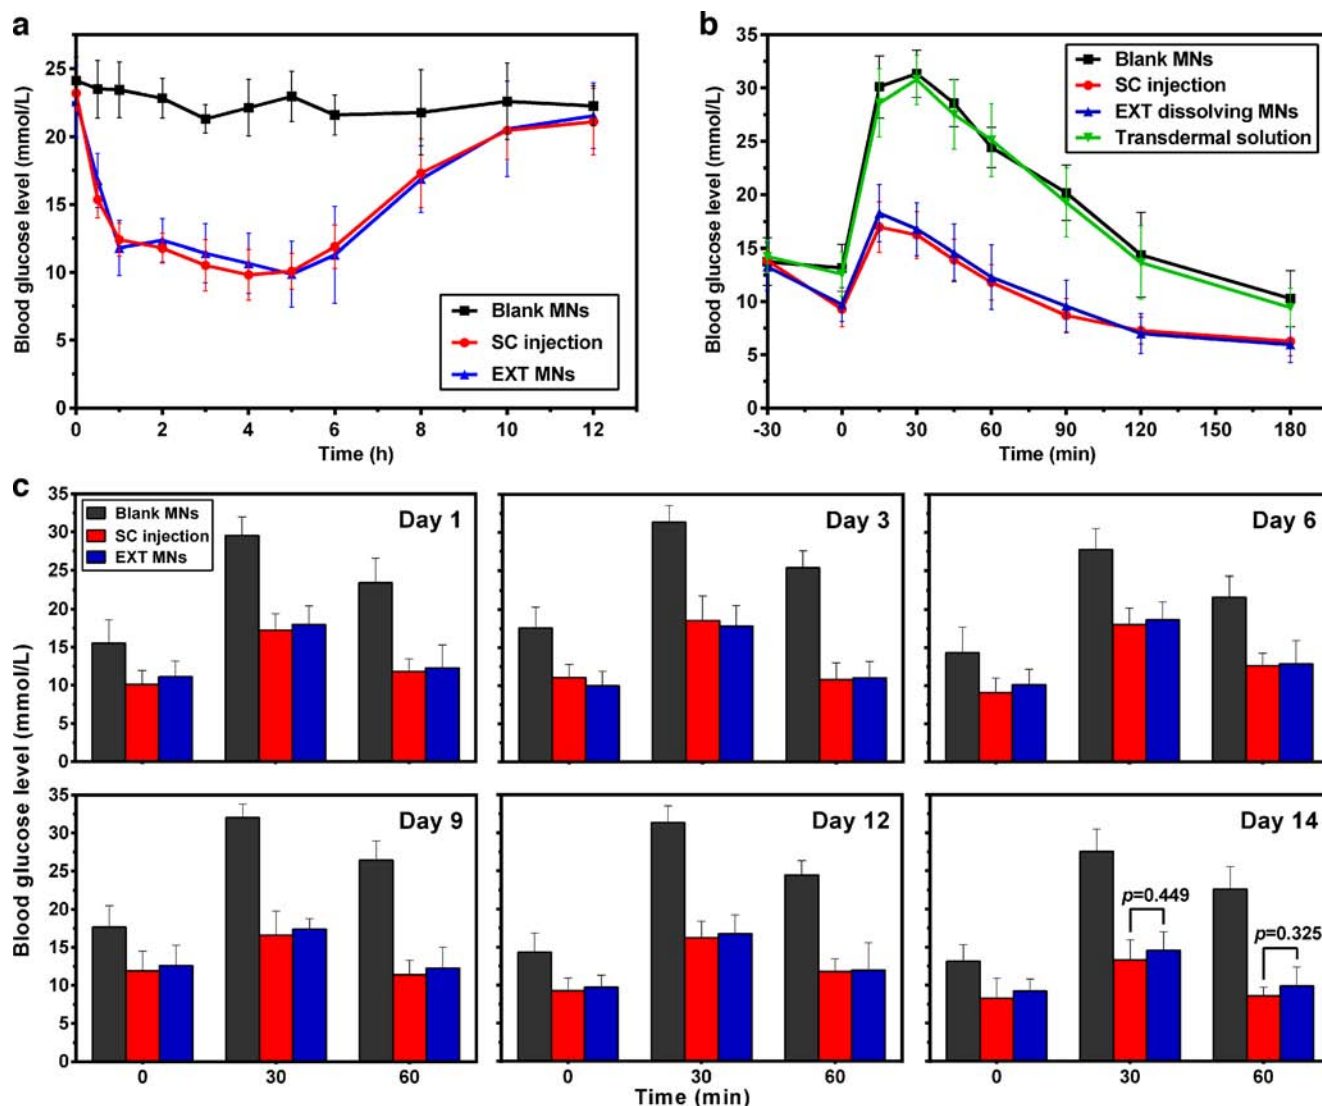 a
Blood glucose level (mmol/L)
25
20
15
10
5
0
Blank MNs
SC injection
EXT MNs
0 2 4 6 8 10 12
Time (h)
b
Blood glucose level (mmol/L)
35
30
25
20
15
10
5
0
Blank MNs
SC injection
EXT dissolving MNs
Transdermal solution
-30 0 30 60 90 120 150 180
Time (min)
c
Blood glucose level (mmol/L)
35
30
25
20
15
10
5
0
Blank MNs
SC injection
EXT MNs
Day 1
Day 3
Day 6
35
30
25
20
15
10
5
0
Day 9
Day 12
Day 14
p=0.449
p=0.325
0 30 60
0 30 60
0 30 60
Time (min)